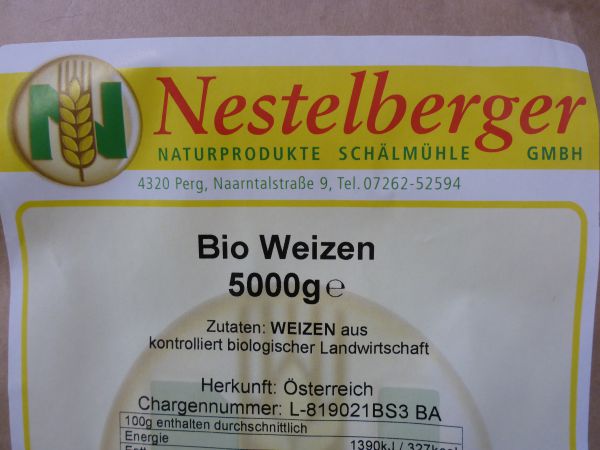 Nestelberger
NATURPRODUKTE SCHÄLMÜHLE GMBH
4320 Perg, Naarntalstraße 9, Tel. 07262-52594
Bio Weizen
5000g ℮
Zutaten: WEIZEN aus
kontrolliert biologischer Landwirtschaft
Herkunft: Österreich
Chargennummer: L-819021BS3 BA
100g enthalten durchschnittlich
Energie 1390kJ / 327kcal